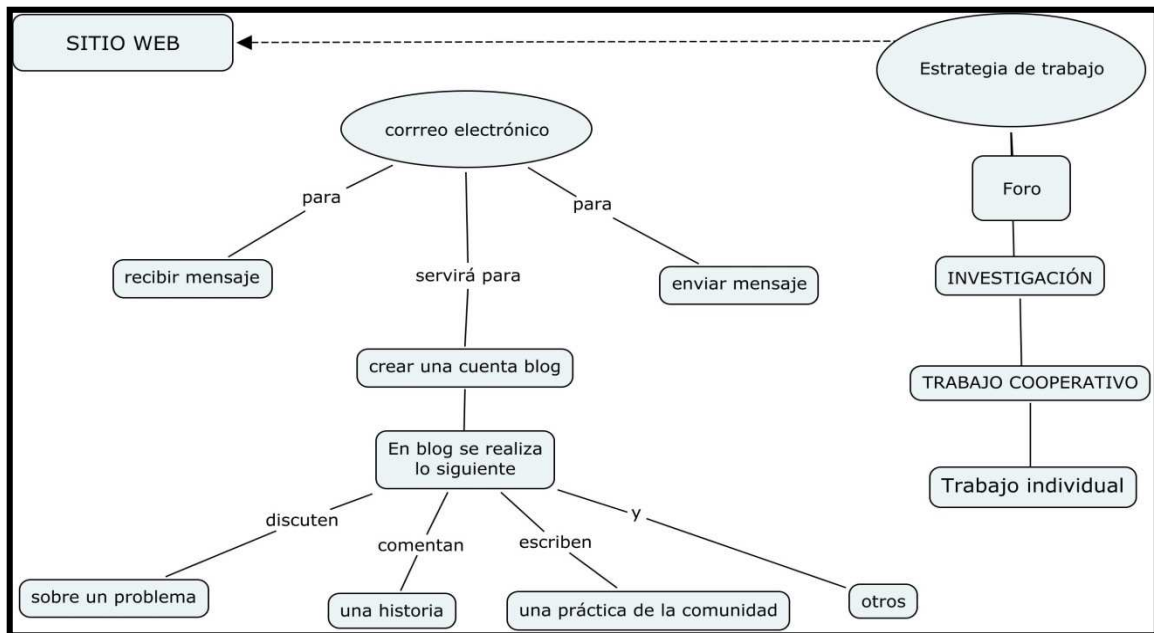 SITIO WEB
Estrategia de trabajo
corrreo electrónico
para
para
Foro
recibir mensaje
servirá para
enviar mensaje
INVESTIGACIÓN
crear una cuenta blog
TRABAJO COOPERATIVO
En blog se realiza
lo siguiente
Trabajo individual
discuten
comentan
escriben
y
sobre un problema
una historia
una práctica de la comunidad
otros